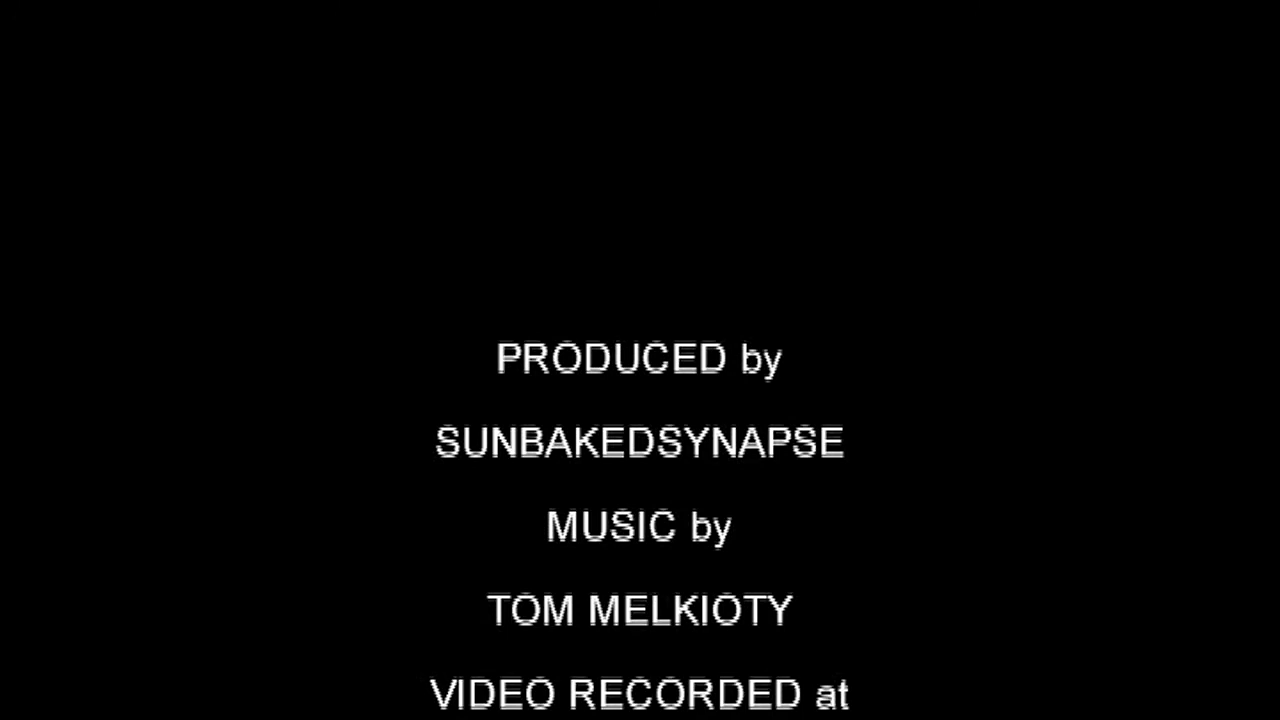 PRODUCED by
SUNBAKEDSYNAPSE
MUSIC by
TOM MELKIOTY
VIDEO RECORDED at